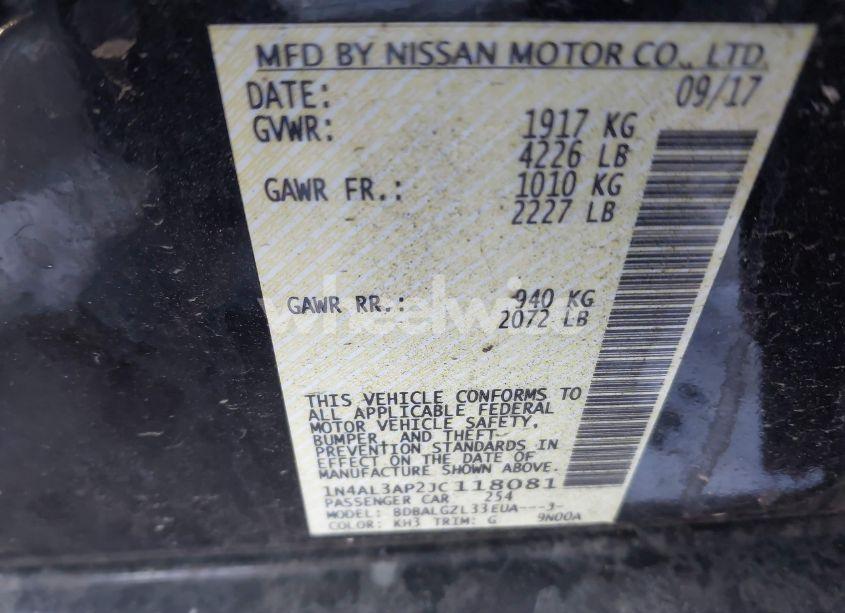 MFD BY NISSAN MOTOR CO., LTD.
DATE: 09/17
GVWR: 1917 KG
4226 LB
GAWR FR.: 1010 KG
2227 LB
GAWR RR.: 940 KG
2072 LB
THIS VEHICLE CONFORMS TO
ALL APPLICABLE FEDERAL
MOTOR VEHICLE SAFETY,
BUMPER, AND THEFT
PREVENTION STANDARDS IN
EFFECT ON THE DATE OF
MANUFACTURE SHOWN ABOVE.
1N4AL3AP2JC118081
PASSENGER CAR 254
MODEL: BDBALGZL33EUA---3-
COLOR: KH3 TRIM: G 9N00A